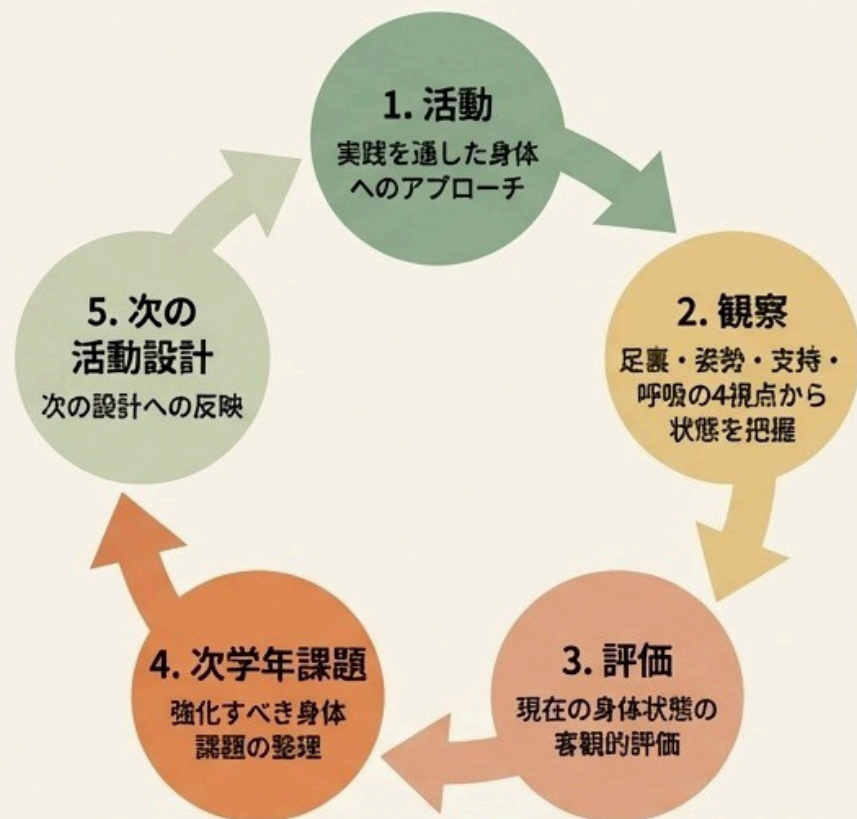 1. 活動
実践を通した身体
へのアプローチ
2. 観察
足裏・姿勢・支持・
呼吸の4視点から
状態を把握
3. 評価
現在の身体状態の
客観的評価
4. 次学年課題
強化すべき身体
課題の整理
5. 次の
活動設計
次の設計への反映